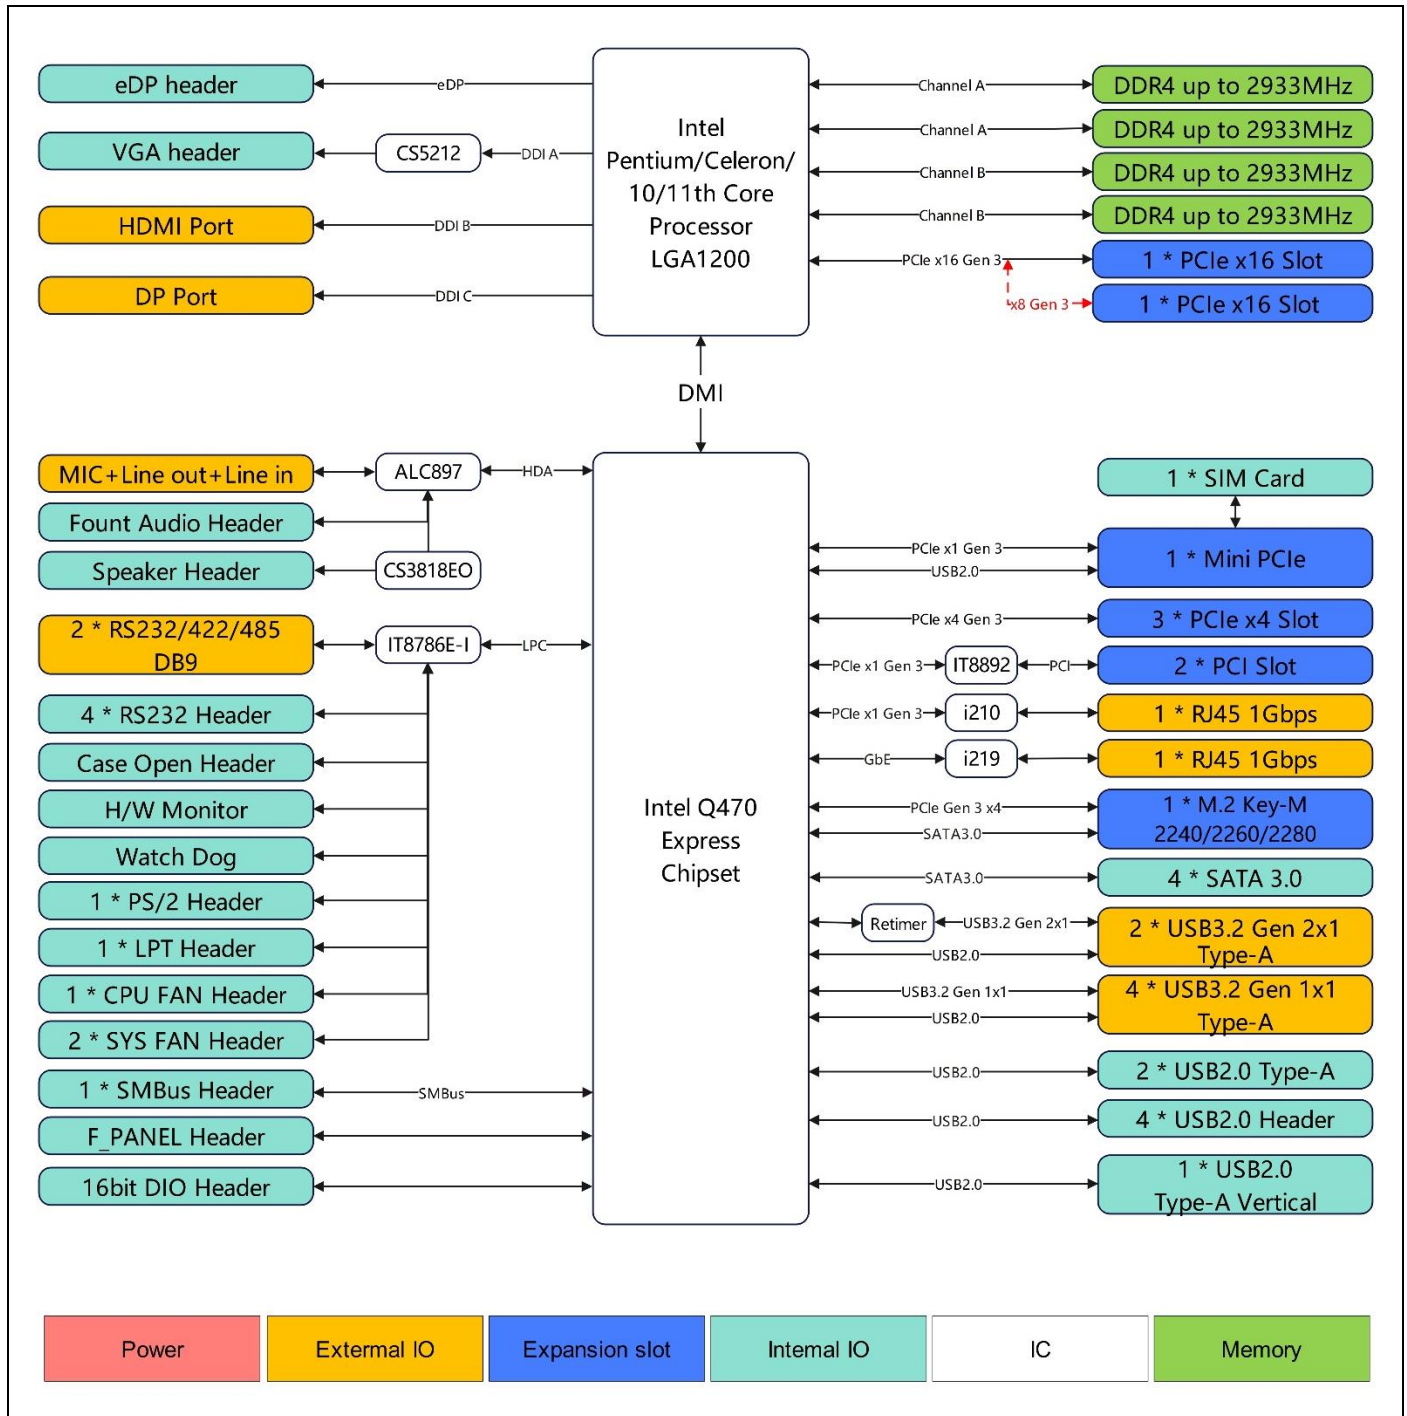 eDP header
eDP
VGA header
CS5212
DDI A
HDMI Port
DDI B
DP Port
DDI C
Intel
Pentium/Celeron/
10/11th Core
Processor
LGA1200
Channel A
DDR4 up to 2933MHz
Channel A
DDR4 up to 2933MHz
Channel B
DDR4 up to 2933MHz
Channel B
DDR4 up to 2933MHz
PCIe x16 Gen 3
1 * PCIe x16 Slot
x8 Gen 3
1 * PCIe x16 Slot
DMI
MIC+Line out+Line in
ALC897
HDA
Fount Audio Header
Speaker Header
CS3818EO
2 * RS232/422/485
DB9
IT8786E-I
LPC
4 * RS232 Header
Case Open Header
H/W Monitor
Watch Dog
1 * PS/2 Header
1 * LPT Header
1 * CPU FAN Header
2 * SYS FAN Header
1 * SMBus Header
SMBus
F_PANEL Header
16bit DIO Header
Intel Q470
Express
Chipset
1 * SIM Card
PCIe x1 Gen 3
USB2.0
1 * Mini PCIe
PCIe x4 Gen 3
3 * PCIe x4 Slot
PCIe x1 Gen 3
IT8892
PCI
2 * PCI Slot
PCIe x1 Gen 3
i210
1 * RJ45 1Gbps
GbE
i219
1 * RJ45 1Gbps
PCIe Gen 3 x4
SATA3.0
1 * M.2 Key-M
2240/2260/2280
SATA3.0
4 * SATA 3.0
Retimer
USB3.2 Gen 2x1
USB2.0
2 * USB3.2 Gen 2x1
Type-A
USB3.2 Gen 1x1
USB2.0
4 * USB3.2 Gen 1x1
Type-A
USB2.0
2 * USB2.0 Type-A
USB2.0
4 * USB2.0 Header
USB2.0
1 * USB2.0
Type-A Vertical
Power
Extermal IO
Expansion slot
Intemal IO
IC
Memory